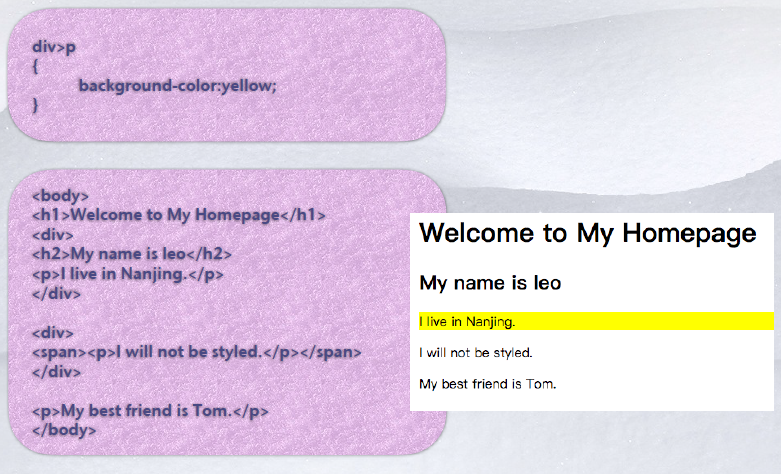 div>p
{
background-color:yellow;
}
<body>
<h1>Welcome to My Homepage</h1>
<div>
<h2>My name is leo</h2>
<p>I live in Nanjing.</p>
</div>
<div>
<span><p>I will not be styled.</p></span>
</div>
<p>My best friend is Tom.</p>
</body>
Welcome to My Homepage
My name is leo
I live in Nanjing.
I will not be styled.
My best friend is Tom.